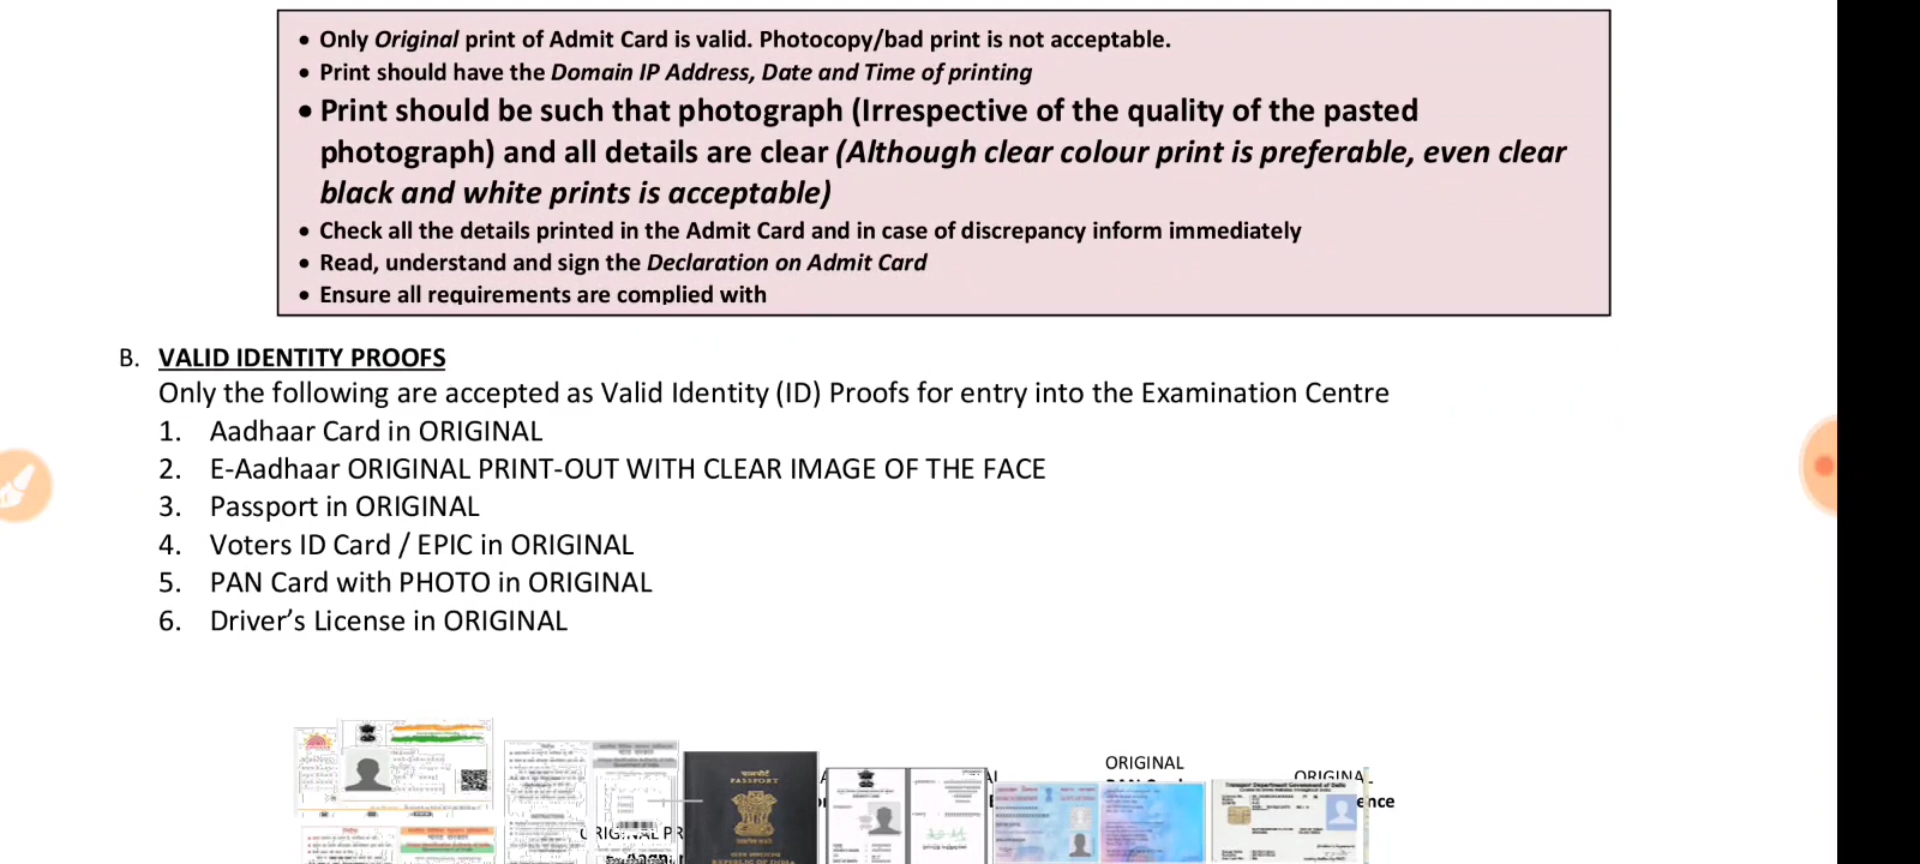 • Only Original print of Admit Card is valid. Photocopy/bad print is not acceptable.
• Print should have the Domain IP Address, Date and Time of printing
• Print should be such that photograph (Irrespective of the quality of the pasted
photograph) and all details are clear (Although clear colour print is preferable, even clear
black and white prints is acceptable)
• Check all the details printed in the Admit Card and in case of discrepancy inform immediately
• Read, understand and sign the Declaration on Admit Card
• Ensure all requirements are complied with
B. VALID IDENTITY PROOFS
Only the following are accepted as Valid Identity (ID) Proofs for entry into the Examination Centre
1. Aadhaar Card in ORIGINAL
2. E-Aadhaar ORIGINAL PRINT-OUT WITH CLEAR IMAGE OF THE FACE
3. Passport in ORIGINAL
4. Voters ID Card / EPIC in ORIGINAL
5. PAN Card with PHOTO in ORIGINAL
6. Driver’s License in ORIGINAL
ORIGINAL
ORIGINAL
PASSPORT
REPUBLIC OF INDIA